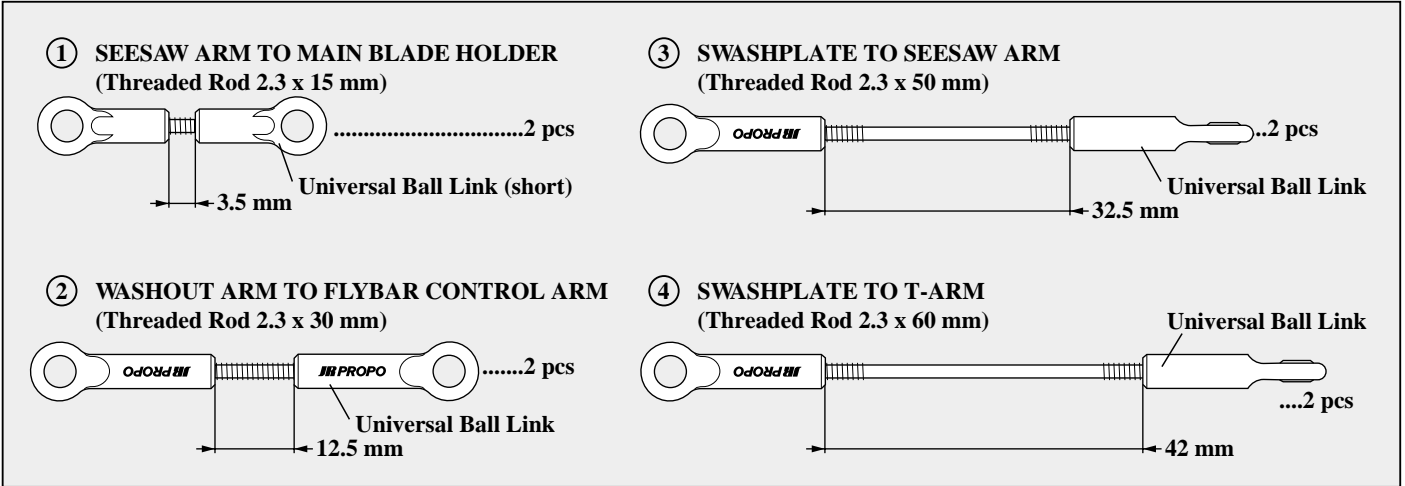 1 SEESAW ARM TO MAIN BLADE HOLDER
(Threaded Rod 2.3 x 15 mm)
...............................2 pcs
Universal Ball Link (short)
3.5 mm
2 WASHOUT ARM TO FLYBAR CONTROL ARM
(Threaded Rod 2.3 x 30 mm)
JR PROPO
JR PROPO
.......2 pcs
Universal Ball Link
12.5 mm
3 SWASHPLATE TO SEESAW ARM
(Threaded Rod 2.3 x 50 mm)
JR PROPO
..2 pcs
Universal Ball Link
32.5 mm
4 SWASHPLATE TO T-ARM
(Threaded Rod 2.3 x 60 mm)
Universal Ball Link
JR PROPO
....2 pcs
42 mm